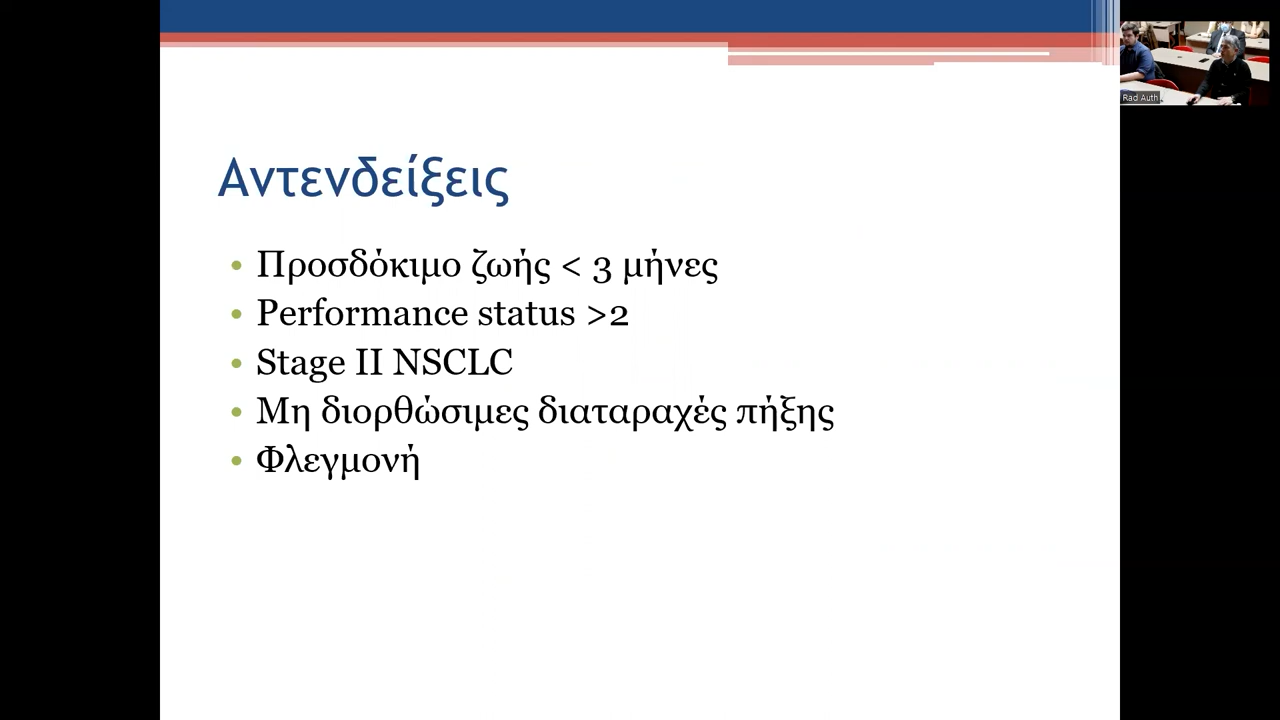 Αντενδείξεις
• Προσδόκιμο ζωής < 3 μήνες
• Performance status >2
• Stage II NSCLC
• Μη διορθώσιμες διαταραχές πήξης
• Φλεγμονή
Rad Auth